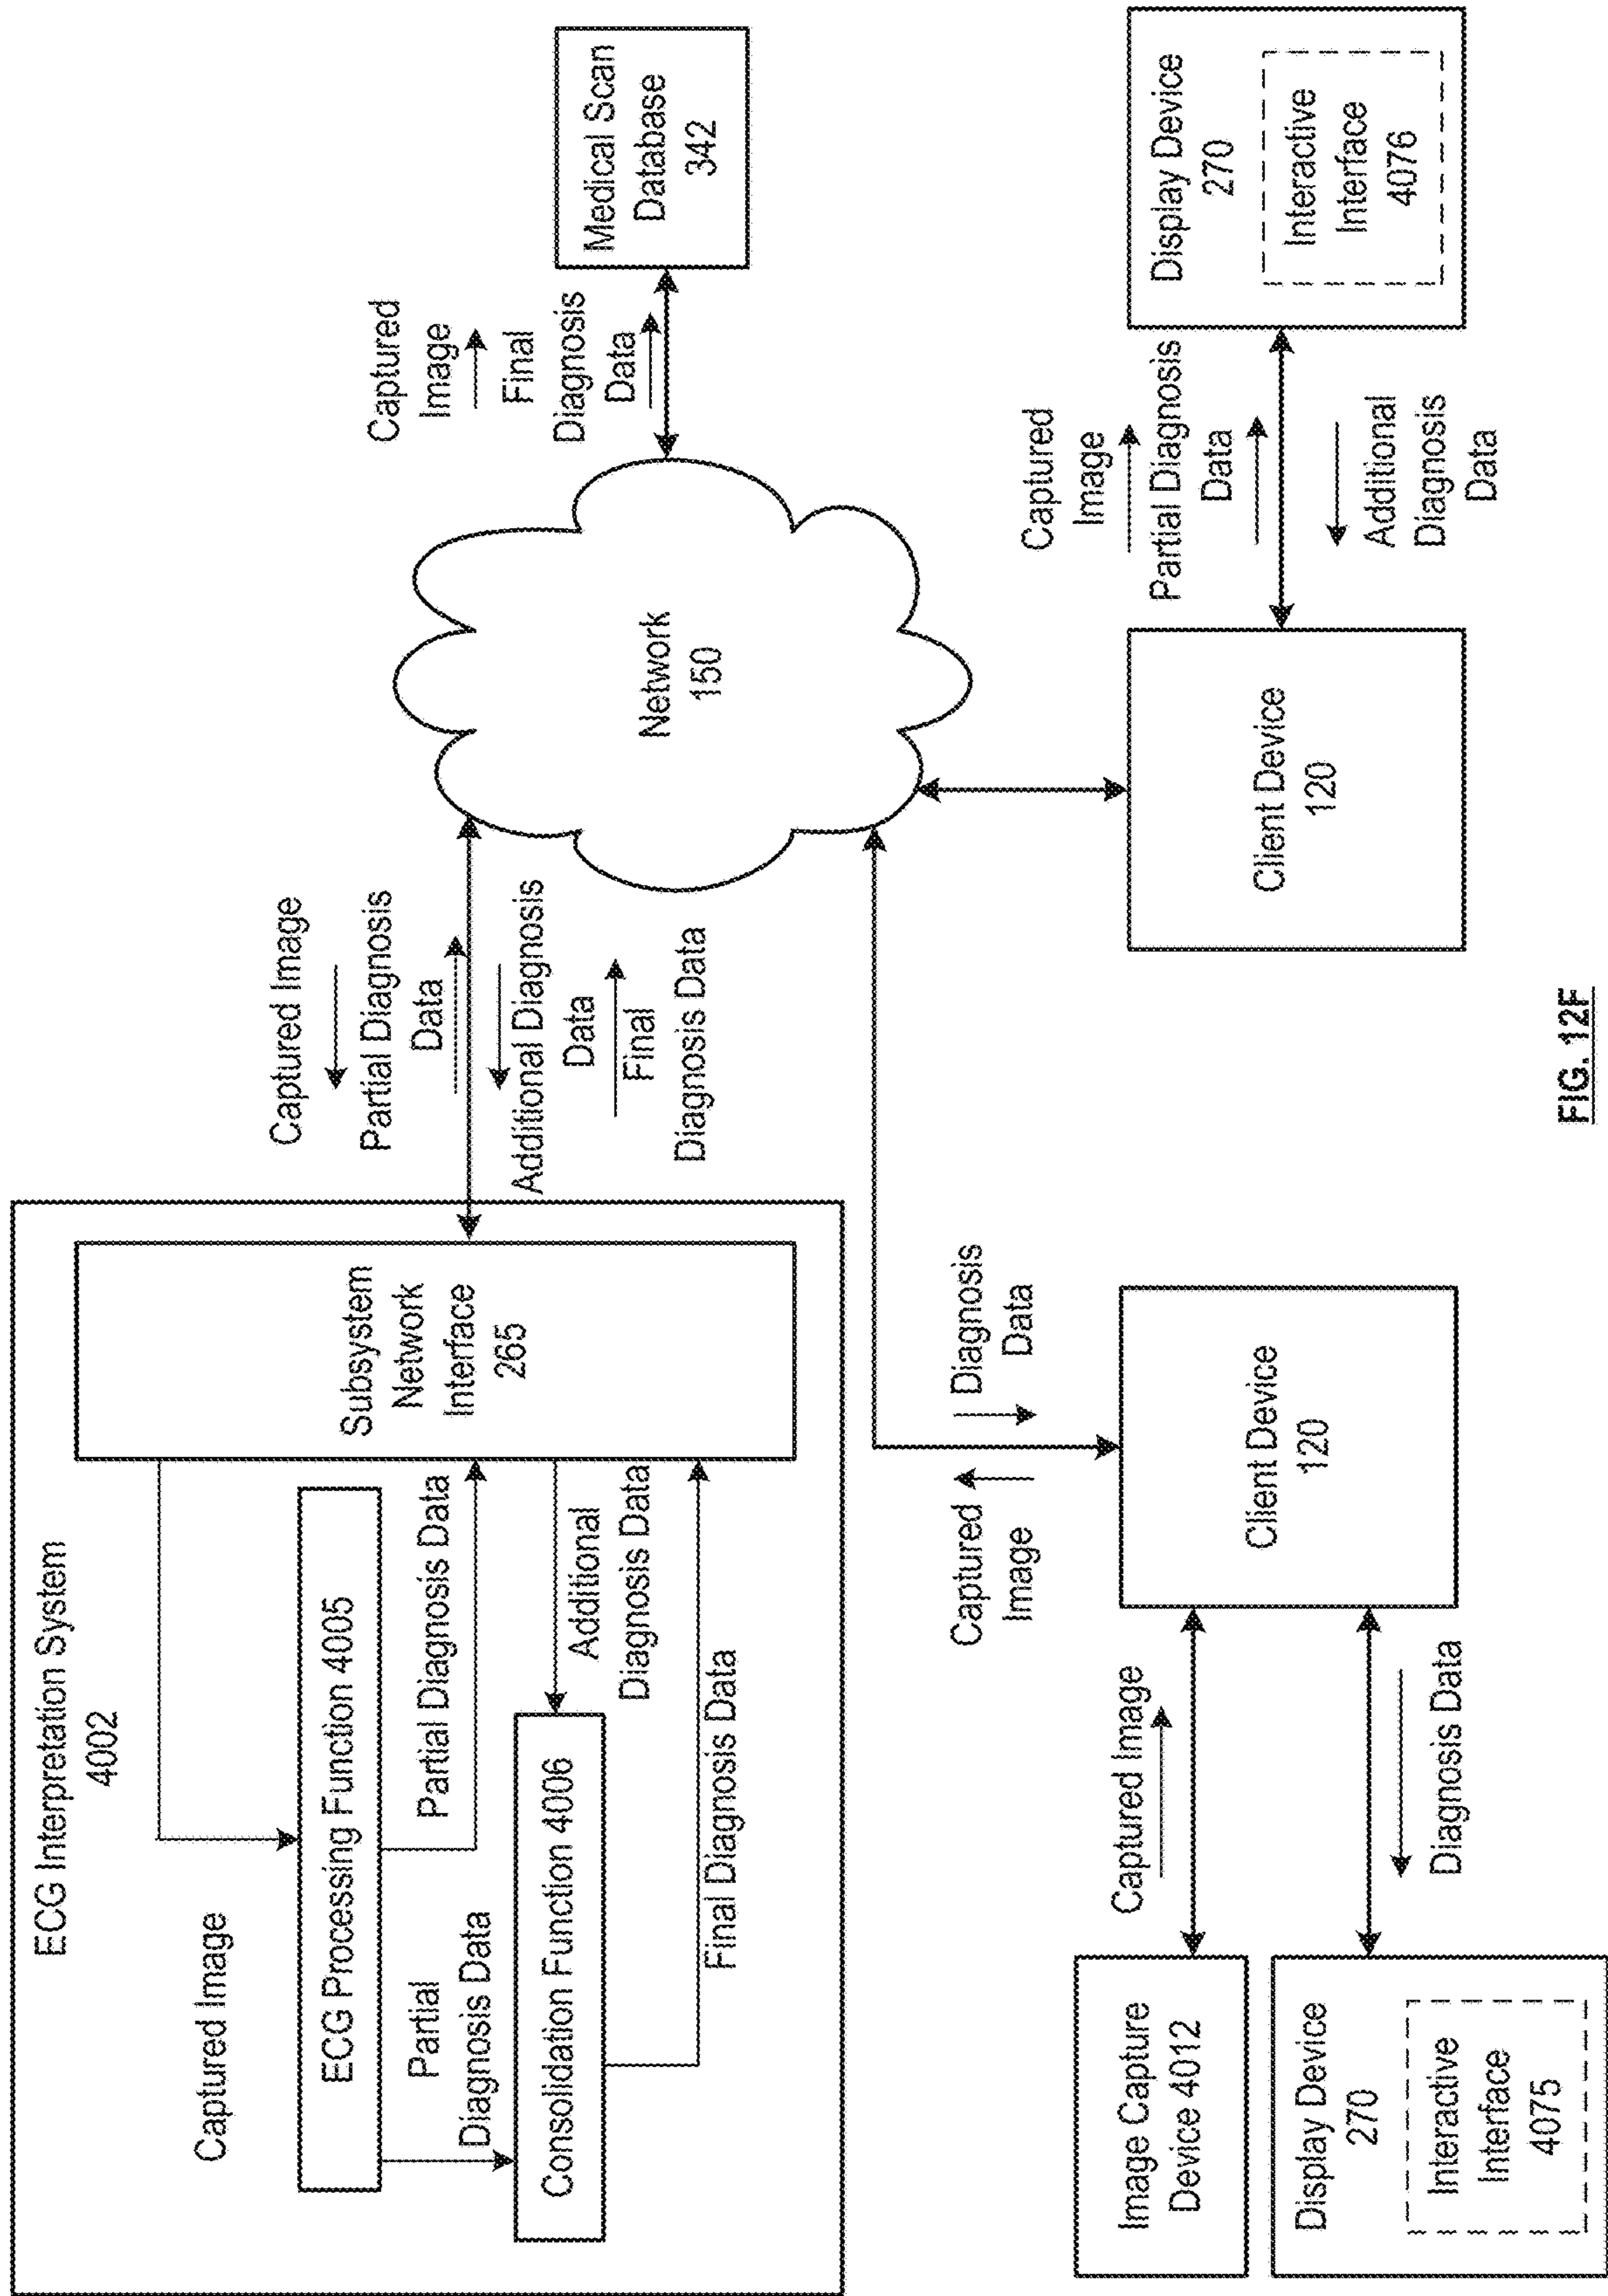 ECG Interpretation System
4002
Captured Image
ECG Processing Function 4005
Partial
Diagnosis Data
Partial Diagnosis Data
Consolidation Function 4006
Additional
Diagnosis Data
Final Diagnosis Data
Subsystem
Network
Interface
265
Captured Image
Partial Diagnosis
Data
Additional Diagnosis
Data
Final
Diagnosis Data
Network
150
Captured
Image
Final
Diagnosis
Data
Medical Scan
Database
342
Captured
Image
Diagnosis
Data
Image Capture
Device 4012
Captured Image
Display Device
270
Interactive
Interface
4075
Diagnosis Data
Client Device
120
Client Device
120
Captured
Image
Partial Diagnosis
Data
Additional
Diagnosis
Data
Display Device
270
Interactive
Interface
4076
FIG. 12F